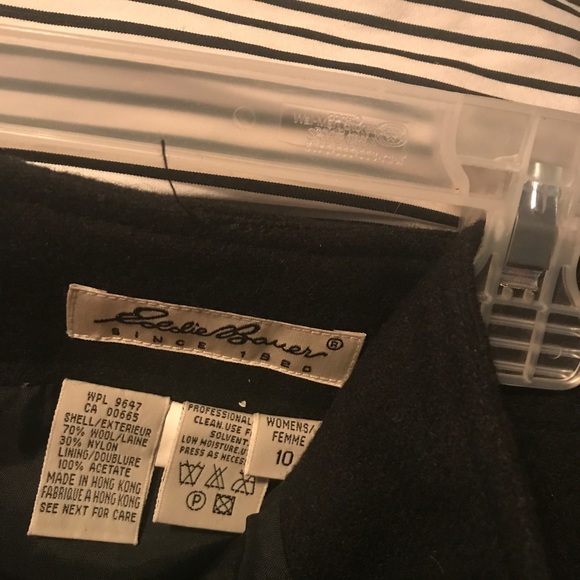 Eddie Bauer ®
SINCE 1920
WPL 9647
CA 00665
SHELL/EXTERIEUR
70% WOOL/LAINE
30% NYLON
LINING/DOUBLURE
100% ACETATE
MADE IN HONG KONG
FABRIQUE A HONG KONG
SEE NEXT FOR CARE
PROFESSIONAL
CLEAN. USE F
SOLVENT
LOW MOISTURE
PRESS AS NECES
P
WOMENS/
FEMME
10